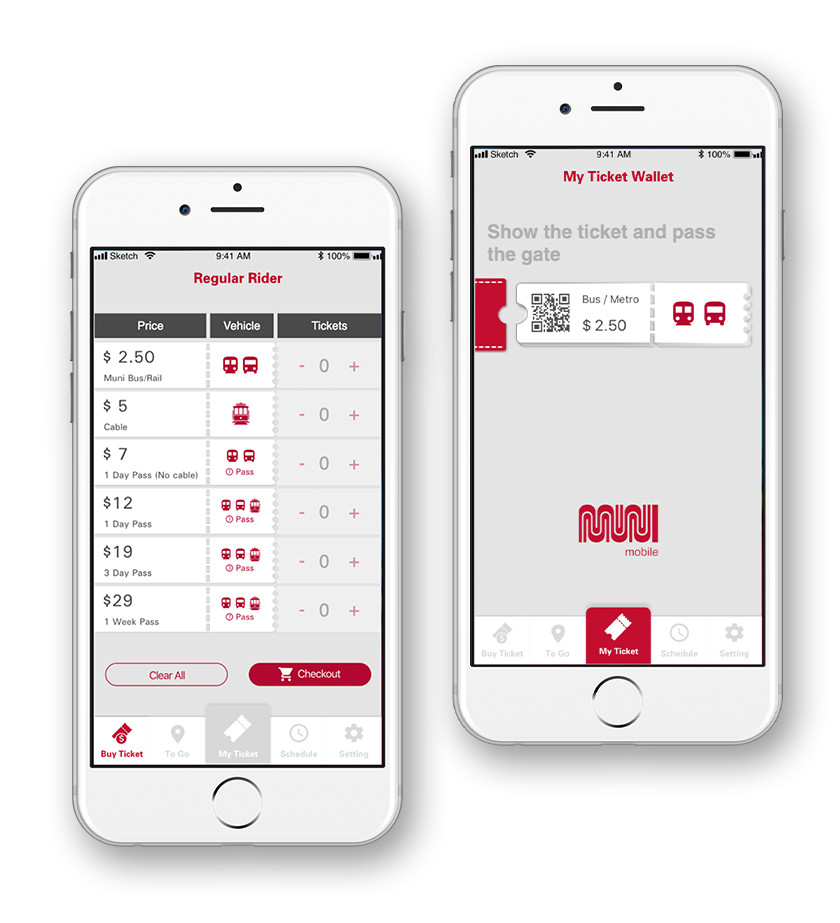 Sketch 9:41 AM 100%
Regular Rider
Price Vehicle Tickets
$ 2.50
Muni Bus/Rail
- 0 +
$ 5
Cable
- 0 +
$ 7
1 Day Pass (No cable)
Pass
- 0 +
$12
1 Day Pass
Pass
- 0 +
$19
3 Day Pass
Pass
- 0 +
$29
1 Week Pass
Pass
- 0 +
Clear All Checkout
Buy Ticket To Go My Ticket Schedule Setting
Sketch 9:41 AM 100%
My Ticket Wallet
Show the ticket and pass
the gate
Bus / Metro
$ 2.50
MUNI
mobile
Buy Ticket To Go My Ticket Schedule Setting